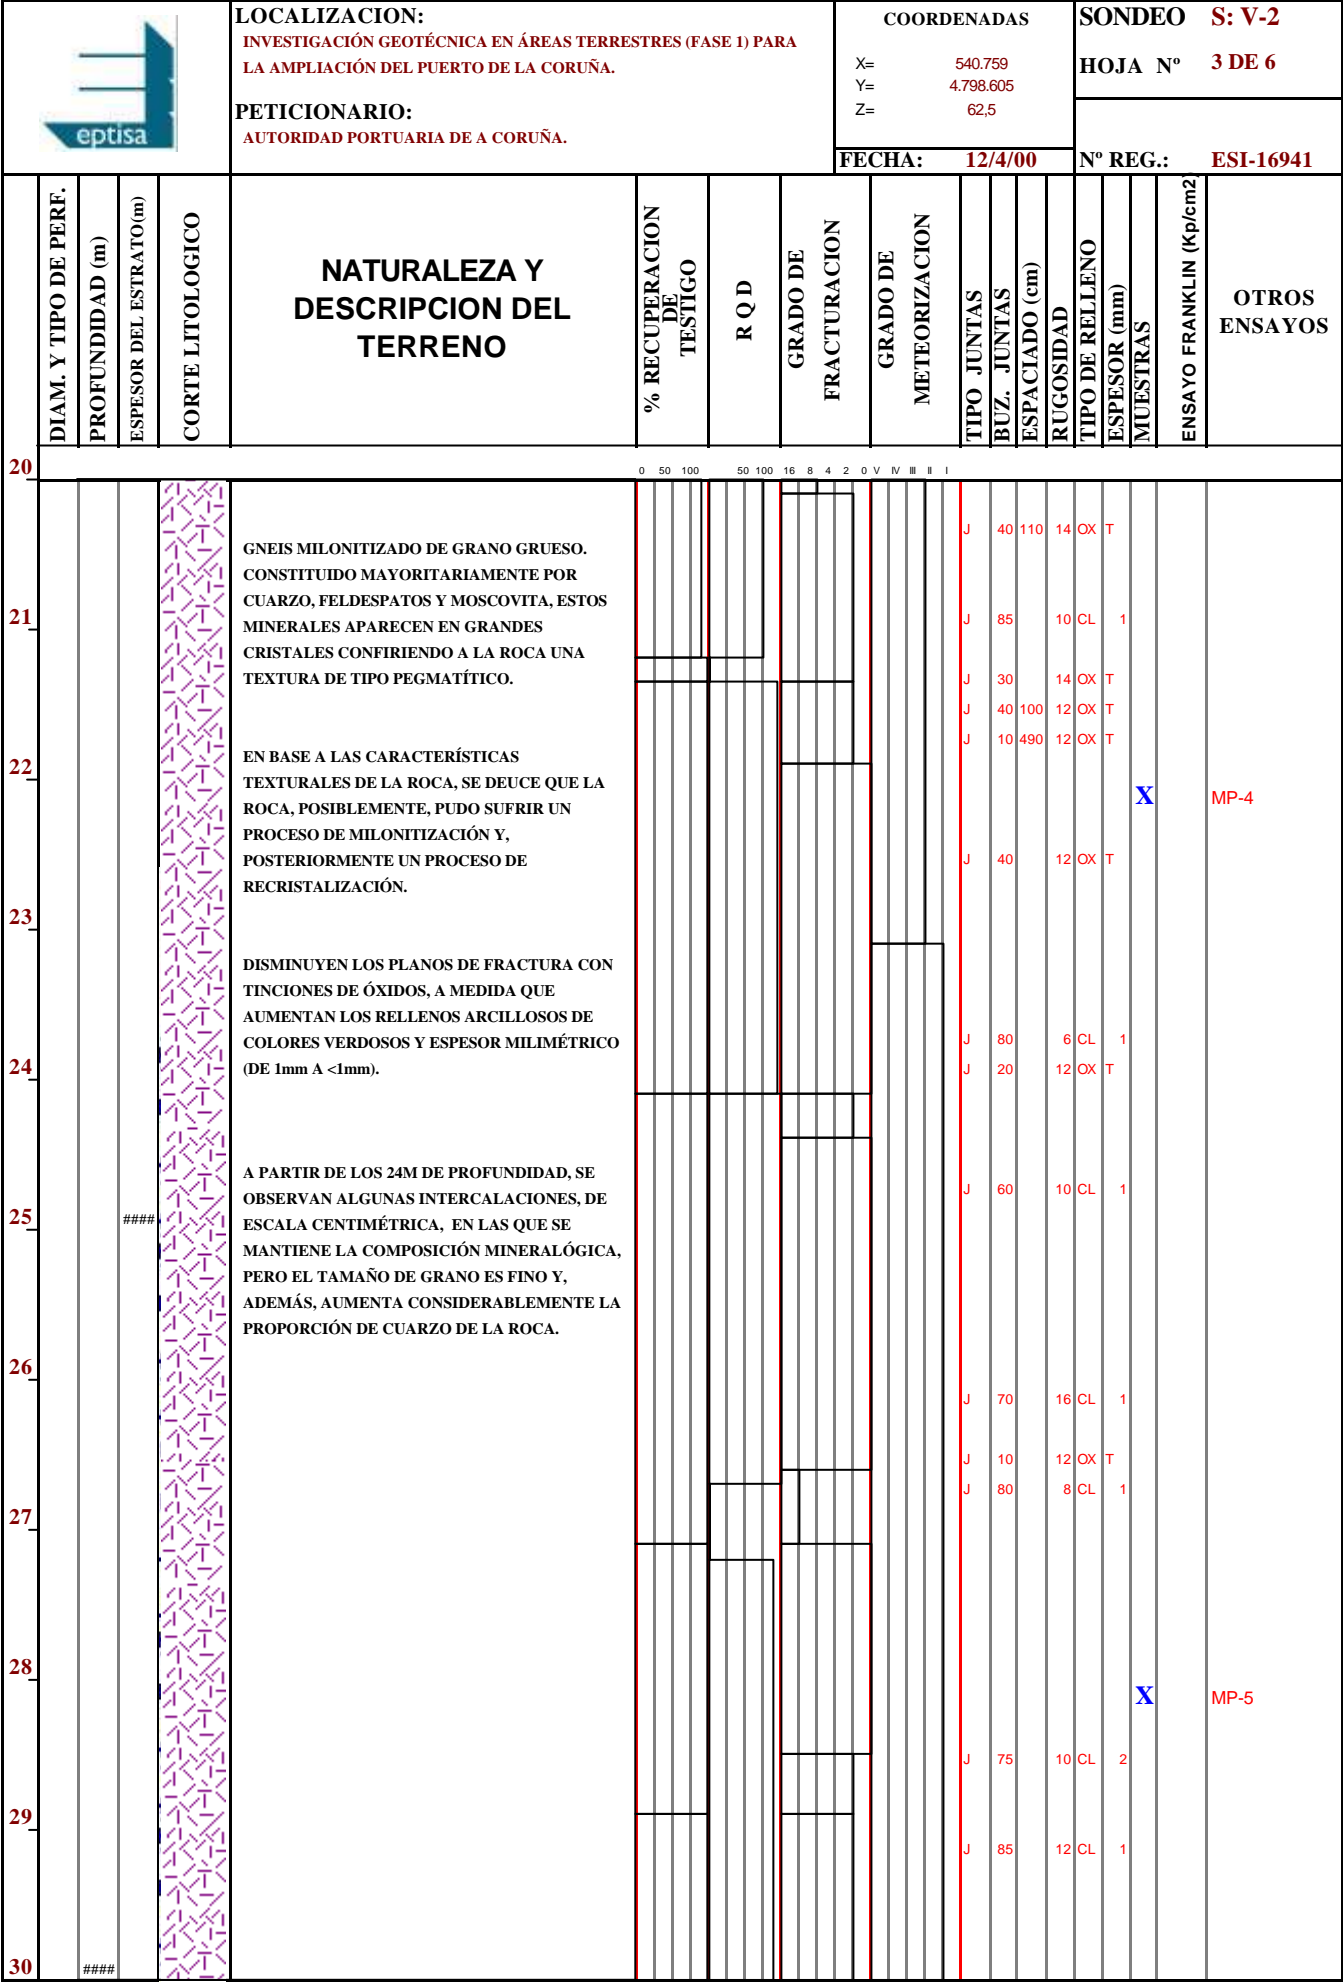 eptisa
LOCALIZACION:
INVESTIGACIÓN GEOTÉCNICA EN ÁREAS TERRESTRES (FASE 1) PARA
LA AMPLIACIÓN DEL PUERTO DE LA CORUÑA.
PETICIONARIO:
AUTORIDAD PORTUARIA DE A CORUÑA.
COORDENADAS
X= 540.759
Y= 4.798.605
Z= 62,5
FECHA: 12/4/00
SONDEO S: V-2
HOJA Nº 3 DE 6
Nº REG.: ESI-16941
DIAM. Y TIPO DE PERF.
PROFUNDIDAD (m)
ESPESOR DEL ESTRATO(m)
CORTE LITOLOGICO
NATURALEZA Y
DESCRIPCION DEL
TERRENO
% RECUPERACION
DE
TESTIGO
R Q D
GRADO DE
FRACTURACION
GRADO DE
METEORIZACION
TIPO JUNTAS
BUZ. JUNTAS
ESPACIADO (cm)
RUGOSIDAD
TIPO DE RELLENO
ESPESOR (mm)
MUESTRAS
ENSAYO FRANKLIN (Kp/cm2)
OTROS
ENSAYOS
20
0 50 100 50 100 16 8 4 2 0 V IV III II I
J 40 110 14 OX T
GNEIS MILONITIZADO DE GRANO GRUESO.
CONSTITUIDO MAYORITARIAMENTE POR
CUARZO, FELDESPATOS Y MOSCOVITA, ESTOS
21
J 85 10 CL 1
MINERALES APARECEN EN GRANDES
CRISTALES CONFIRIENDO A LA ROCA UNA
TEXTURA DE TIPO PEGMATÍTICO.
J 30 14 OX T
J 40 100 12 OX T
J 10 490 12 OX T
EN BASE A LAS CARACTERÍSTICAS
22
TEXTURALES DE LA ROCA, SE DEUCE QUE LA
X MP-4
ROCA, POSIBLEMENTE, PUDO SUFRIR UN
PROCESO DE MILONITIZACIÓN Y,
POSTERIORMENTE UN PROCESO DE
J 40 12 OX T
RECRISTALIZACIÓN.
23
DISMINUYEN LOS PLANOS DE FRACTURA CON
TINCIONES DE ÓXIDOS, A MEDIDA QUE
AUMENTAN LOS RELLENOS ARCILLOSOS DE
COLORES VERDOSOS Y ESPESOR MILIMÉTRICO
J 80 6 CL 1
24
(DE 1mm A <1mm).
J 20 12 OX T
A PARTIR DE LOS 24M DE PROFUNDIDAD, SE
J 60 10 CL 1
OBSERVAN ALGUNAS INTERCALACIONES, DE
25
####
ESCALA CENTIMÉTRICA, EN LAS QUE SE
MANTIENE LA COMPOSICIÓN MINERALÓGICA,
PERO EL TAMAÑO DE GRANO ES FINO Y,
ADEMÁS, AUMENTA CONSIDERABLEMENTE LA
PROPORCIÓN DE CUARZO DE LA ROCA.
26
J 70 16 CL 1
J 10 12 OX T
J 80 8 CL 1
27
28
X MP-5
J 75 10 CL 2
29
J 85 12 CL 1
30
####